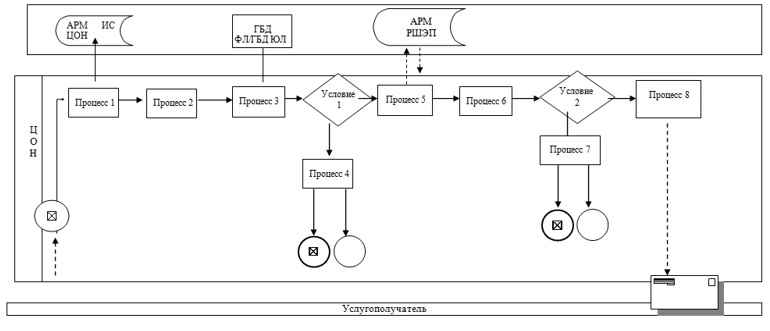 АРМ ИС
ЦОН
ГБД
ФЛ/ГБД ЮЛ
АРМ
РШЭП
ЦОН
Процесс 1
Процесс 2
Процесс 3
Условие
1
Процесс 5
Процесс 6
Условие
2
Процесс 8
Процесс 4
Процесс 7
Услугополучатель